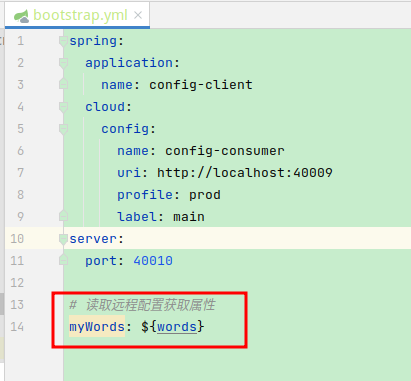 bootstrap.yml
1 spring:
2   application:
3     name: config-client
4   cloud:
5     config:
6       name: config-consumer
7       uri: http://localhost:40009
8       profile: prod
9       label: main
10 server:
11   port: 40010
12
13 # 读取远程配置获取属性
14 myWords: ${words}